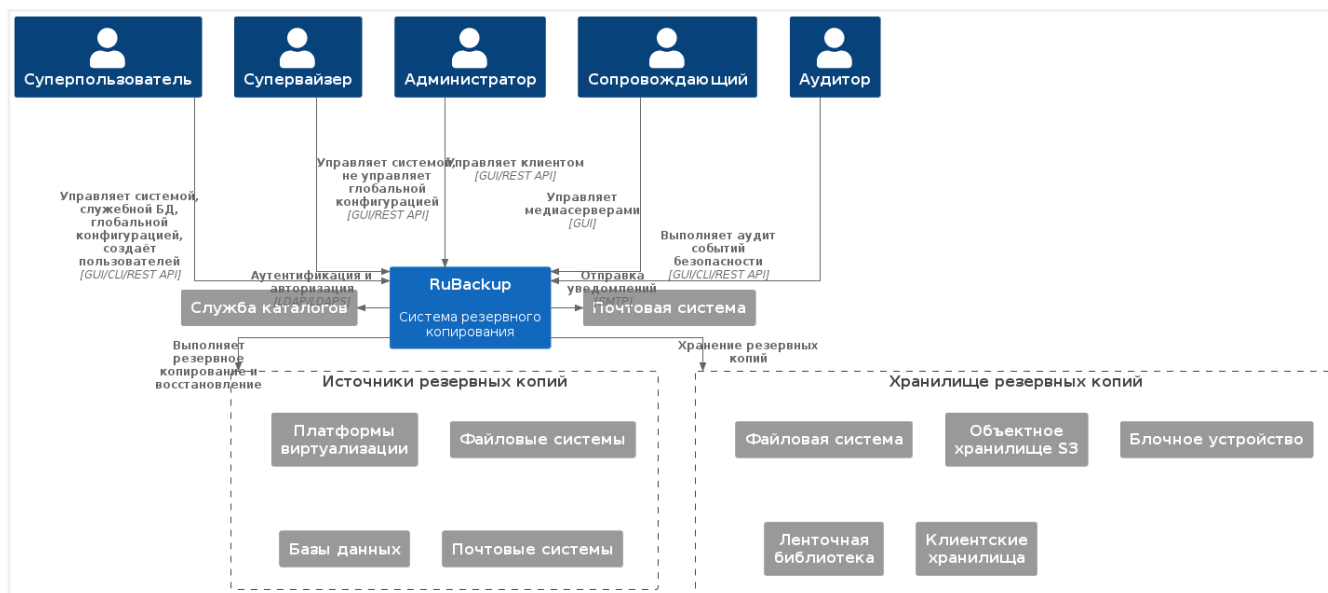 Суперпользователь
Супервайзер
Администратор
Сопровождающий
Аудитор
Управляет системой,
служебной БД,
глобальной
конфигурацией,
создаёт
пользователей
[GUI/CLI/REST API]
Управляет системой,
не управляет
глобальной
конфигурацией
[GUI/REST API]
Управляет клиентом
[GUI/REST API]
Управляет
медиасерверами
[GUI]
Выполняет аудит
событий
безопасности
[GUI/CLI/REST API]
Аутентификация и
авторизация
[LDAP/LDAPS]
Служба каталогов
RuBackup
Система резервного
копирования
Отправка
уведомлений
[SMTP]
Почтовая система
Выполняет
резервное
копирование и
восстановление
Хранение резервных
копий
Источники резервных копий
Платформы
виртуализации
Файловые системы
Базы данных
Почтовые системы
Хранилище резервных копий
Файловая система
Объектное
хранилище S3
Блочное устройство
Ленточная
библиотека
Клиентские
хранилища